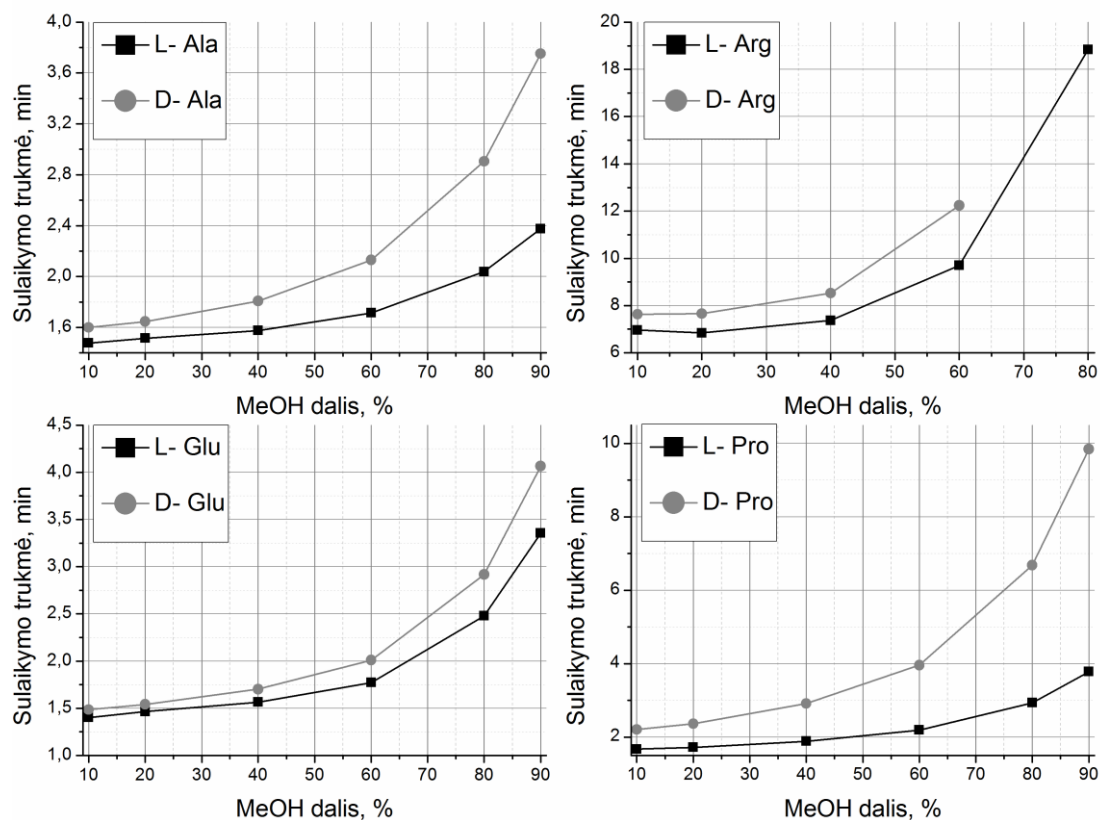 Sulaikymo trukmė, min
4,0
3,6
3,2
2,8
2,4
2,0
1,6
L- Ala
D- Ala
10 20 30 40 50 60 70 80 90
MeOH dalis, %
Sulaikymo trukmė, min
20
18
16
14
12
10
8
6
L- Arg
D- Arg
10 20 30 40 50 60 70 80
MeOH dalis, %
Sulaikymo trukmė, min
4,5
4,0
3,5
3,0
2,5
2,0
1,5
1,0
L- Glu
D- Glu
10 20 30 40 50 60 70 80 90
MeOH dalis, %
Sulaikymo trukmė, min
10
8
6
4
2
L- Pro
D- Pro
10 20 30 40 50 60 70 80 90
MeOH dalis, %